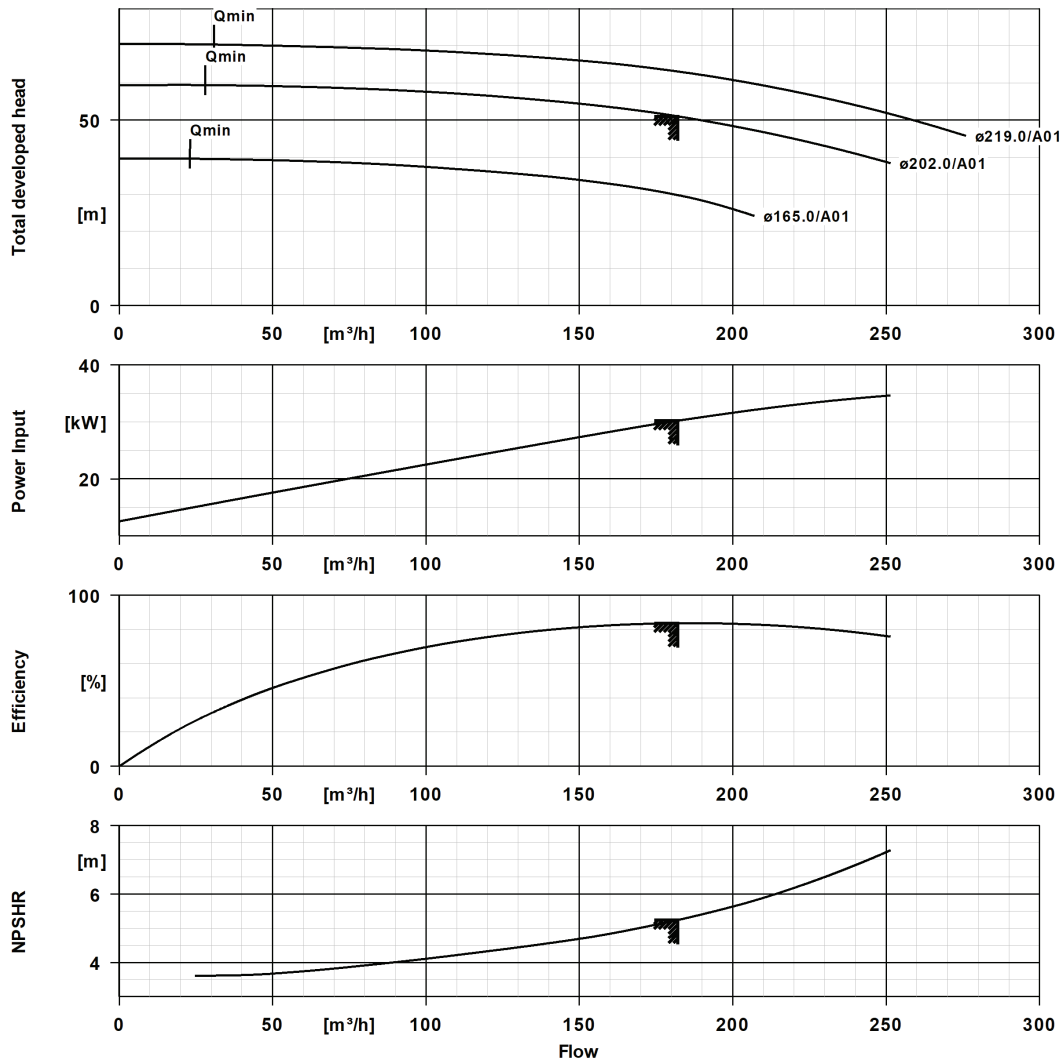 Qmin
Qmin
Qmin
Total developed head
50
[m]
0
ø219.0/A01
ø202.0/A01
ø165.0/A01
0 50 [m³/h] 100 150 200 250 300
Power Input
40
[kW]
20
0 50 [m³/h] 100 150 200 250 300
Efficiency
100
[%]
0
0 50 [m³/h] 100 150 200 250 300
NPSHR
8
[m]
6
4
0 50 [m³/h] 100 150 200 250 300
Flow